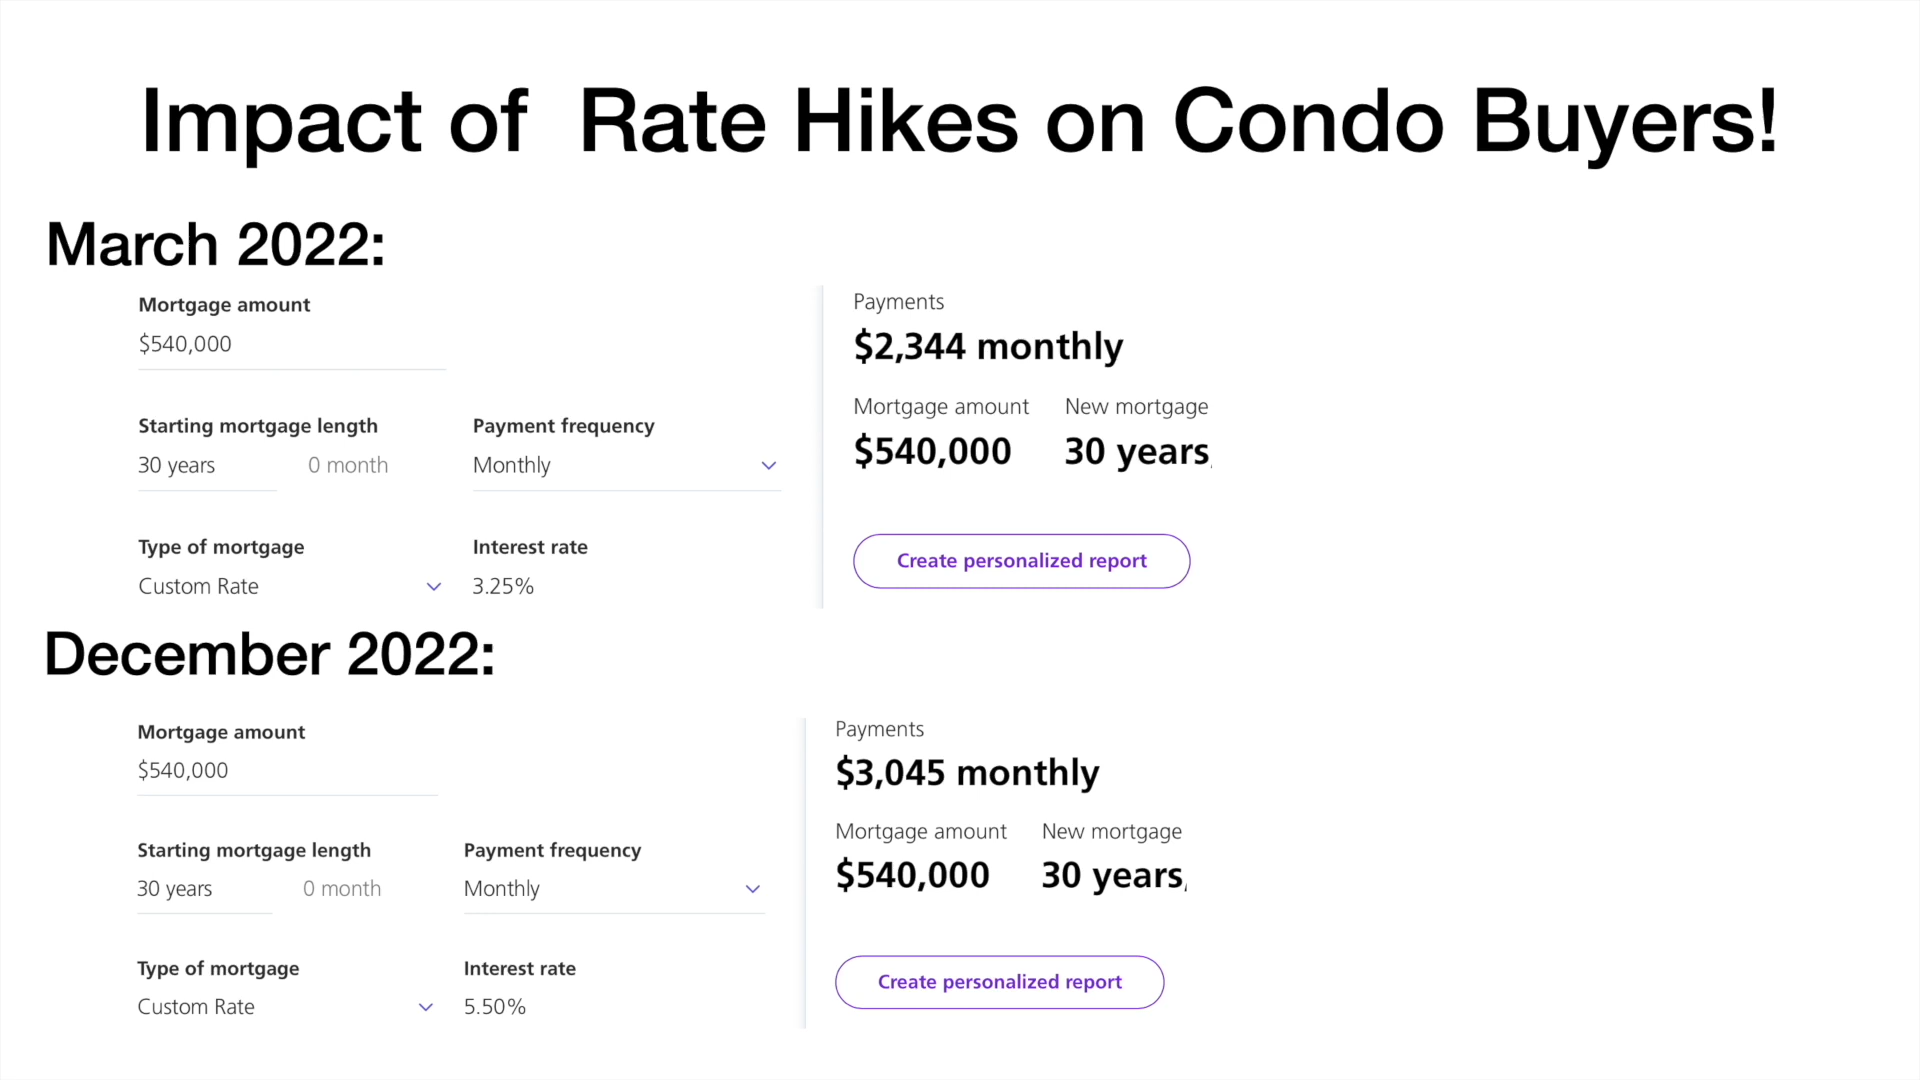 Impact of  Rate Hikes on Condo Buyers!
March 2022:
Mortgage amount
$540,000
Starting mortgage length
30 years 0 month
Payment frequency
Monthly
Type of mortgage
Custom Rate
Interest rate
3.25%
Payments
$2,344 monthly
Mortgage amount
$540,000
New mortgage
30 years,
Create personalized report
December 2022:
Mortgage amount
$540,000
Starting mortgage length
30 years 0 month
Payment frequency
Monthly
Type of mortgage
Custom Rate
Interest rate
5.50%
Payments
$3,045 monthly
Mortgage amount
$540,000
New mortgage
30 years,
Create personalized report